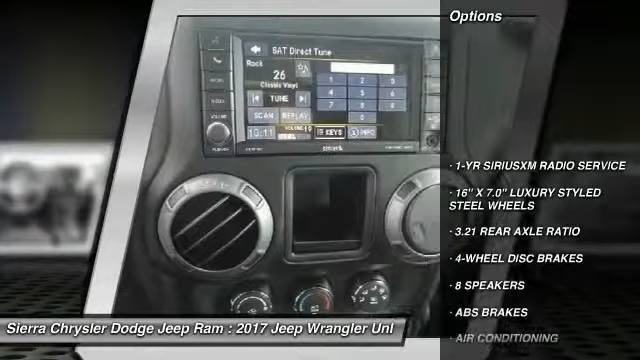 Options
SAT Direct Tune
Rock
26
Classic Vinyl
TUNE
SCAN REPLAY
10:11 VOLUME KEYS INFO
1 2 3
4 5 6
7 8 9
0
· 1-YR SIRIUSXM RADIO SERVICE
· 16" X 7.0" LUXURY STYLED
STEEL WHEELS
· 3.21 REAR AXLE RATIO
· 4-WHEEL DISC BRAKES
· 8 SPEAKERS
· ABS BRAKES
· AIR CONDITIONING
Sierra Chrysler Dodge Jeep Ram : 2017 Jeep Wrangler Unl